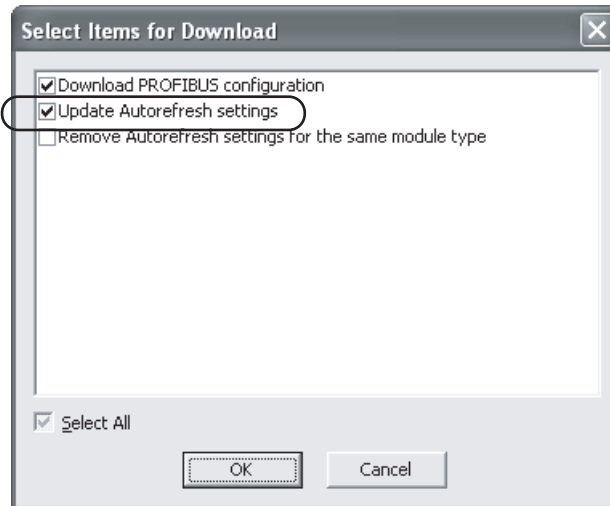 Select Items for Download
Download PROFIBUS configuration
Update Autorefresh settings
Remove Autorefresh settings for the same module type
Select All
OK
Cancel